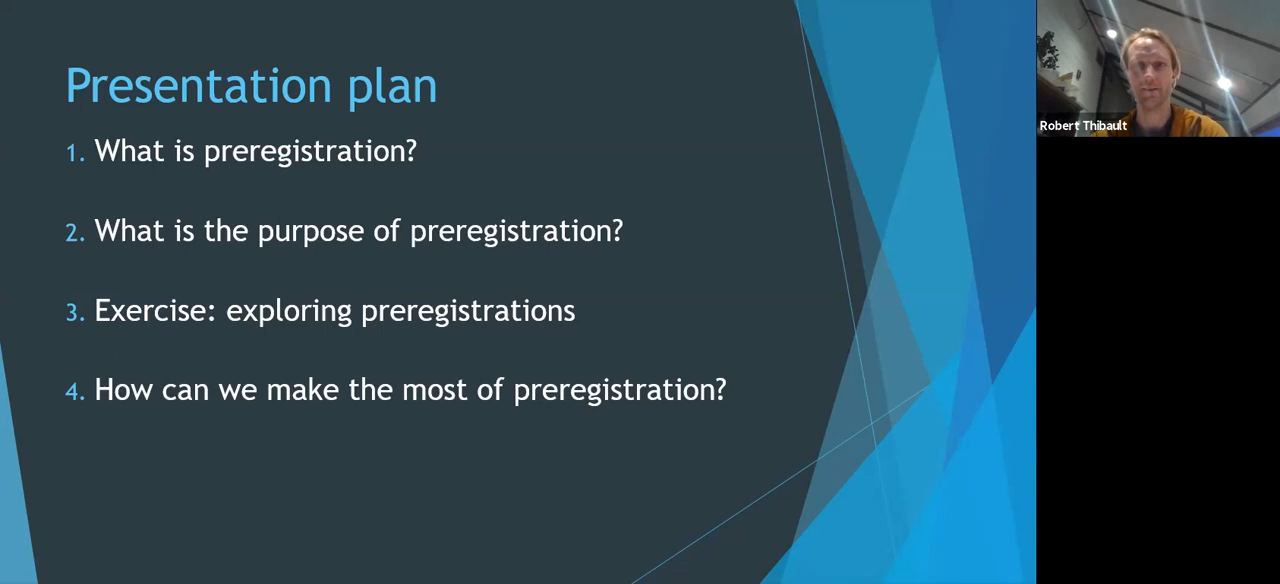 Presentation plan
1. What is preregistration?
2. What is the purpose of preregistration?
3. Exercise: exploring preregistrations
4. How can we make the most of preregistration?
Robert Thibault